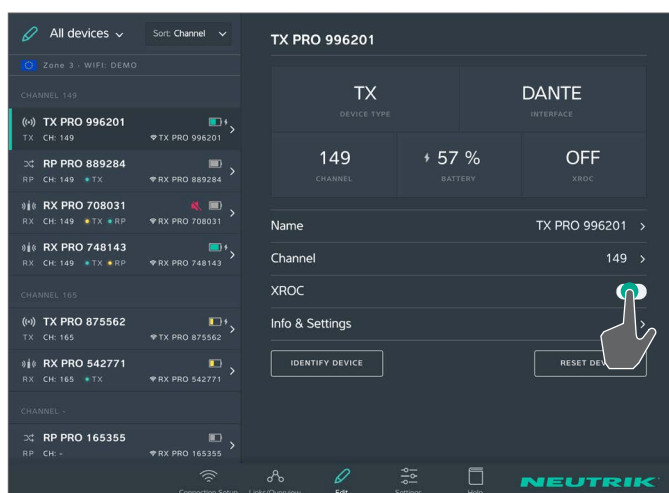 All devices
Sort: Channel
Zone 3 - WIFI: DEMO
CHANNEL 149
TX PRO 996201
TX CH: 149 TX PRO 996201
RP PRO 889284
RP CH: 149 TX RP PRO 889284
RX PRO 708031
RX CH: 149 TX RP RX PRO 708031
RX PRO 748143
RX CH: 149 TX RP RX PRO 748143
CHANNEL 165
TX PRO 875562
TX CH: 165 TX PRO 875562
RX PRO 542771
RX CH: 165 TX RX PRO 542771
CHANNEL -
RP PRO 165355
RP CH: - RX PRO 165355
TX PRO 996201
TX
DEVICE TYPE
DANTE
INTERFACE
149
CHANNEL
57 %
BATTERY
OFF
XROC
Name TX PRO 996201
Channel 149
XROC
Info & Settings
IDENTIFY DEVICE
RESET
Connection Setup Links/Overview Edit Settings Help
NEUTRIK